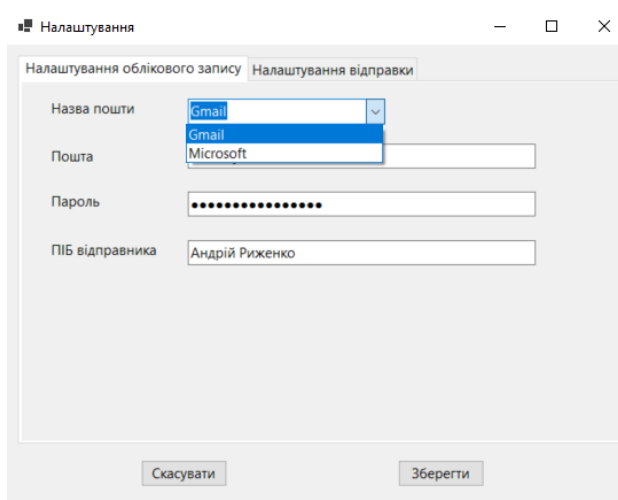 Налаштування
Налаштування облікового запису Налаштування відправки
Назва пошти Gmail
Gmail
Microsoft
Пошта
Пароль ●●●●●●●●●●●●●●●●
ПІБ відправника Андрій Риженко
Скасувати Зберегти